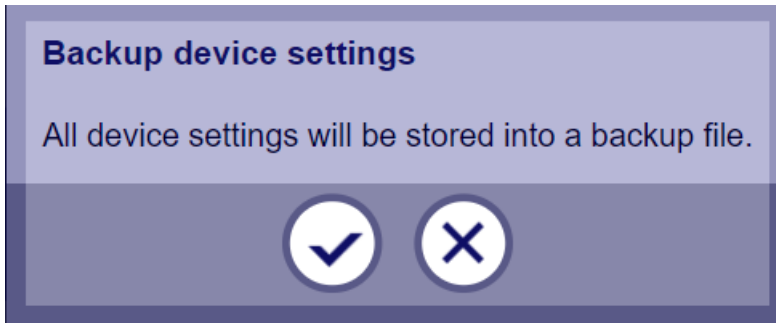 Backup device settings
All device settings will be stored into a backup file.